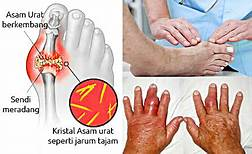 Asam Urat
berkembang
Sendi
meradang
Kristal Asam urat
seperti jarum tajam